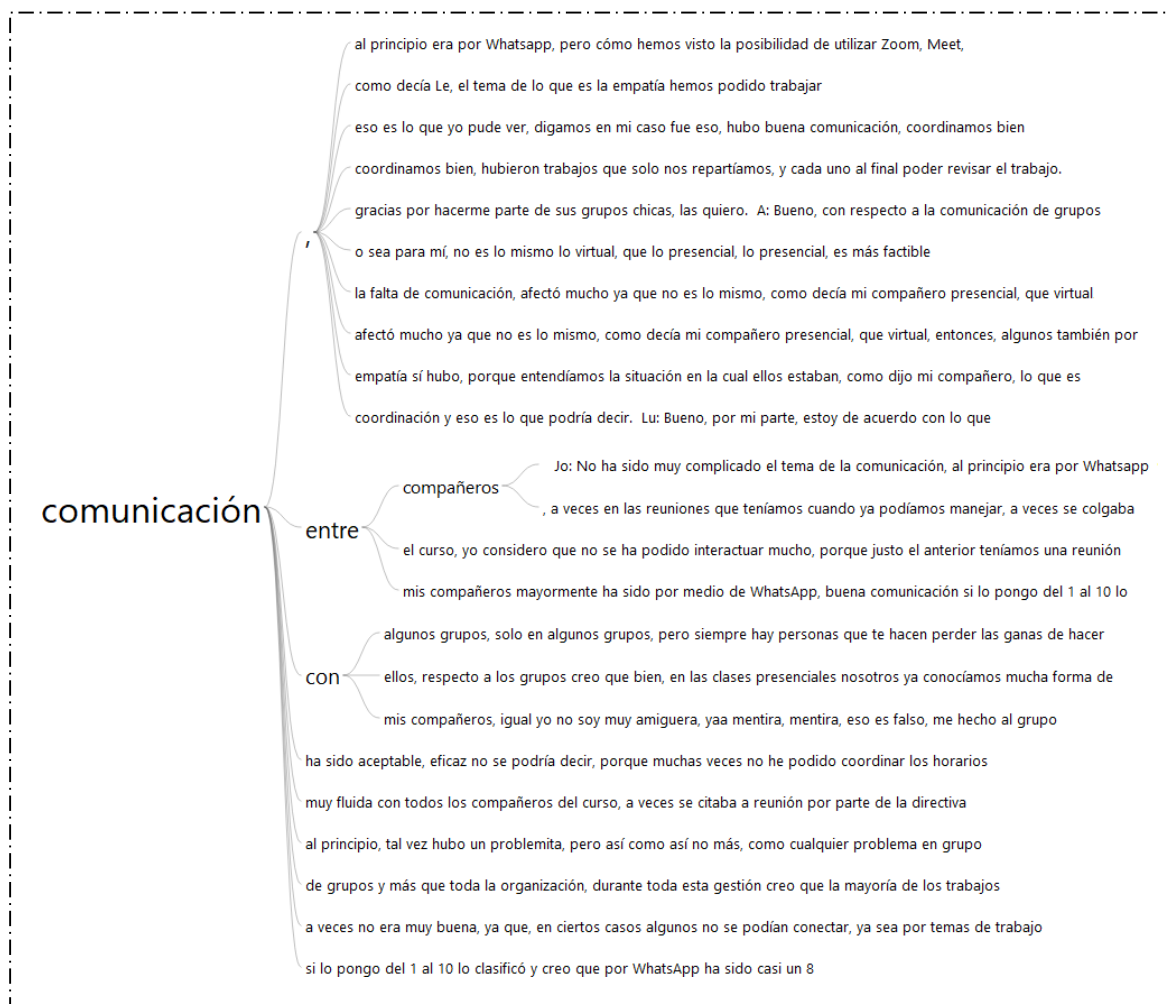 al principio era por Whatsapp, pero cómo hemos visto la posibilidad de utilizar Zoom, Meet,
como decía Le, el tema de lo que es la empatía hemos podido trabajar
eso es lo que yo pude ver, digamos en mi caso fue eso, hubo buena comunicación, coordinamos bien
coordinamos bien, hubieron trabajos que solo nos repartíamos, y cada uno al final poder revisar el trabajo.
gracias por hacerme parte de sus grupos chicas, las quiero.  A: Bueno, con respecto a la comunicación de grupos
,
o sea para mí, no es lo mismo lo virtual, que lo presencial, lo presencial, es más factible
la falta de comunicación, afectó mucho ya que no es lo mismo, como decía mi compañero presencial, que virtual
afectó mucho ya que no es lo mismo, como decía mi compañero presencial, que virtual, entonces, algunos también por
empatía sí hubo, porque entendíamos la situación en la cual ellos estaban, como dijo mi compañero, lo que es
coordinación y eso es lo que podría decir.  Lu: Bueno, por mi parte, estoy de acuerdo con lo que
comunicación
entre
compañeros
Jo: No ha sido muy complicado el tema de la comunicación, al principio era por Whatsapp
, a veces en las reuniones que teníamos cuando ya podíamos manejar, a veces se colgaba
el curso, yo considero que no se ha podido interactuar mucho, porque justo el anterior teníamos una reunión
mis compañeros mayormente ha sido por medio de WhatsApp, buena comunicación si lo pongo del 1 al 10 lo
con
algunos grupos, solo en algunos grupos, pero siempre hay personas que te hacen perder las ganas de hacer
ellos, respecto a los grupos creo que bien, en las clases presenciales nosotros ya conocíamos mucha forma de
mis compañeros, igual yo no soy muy amiguera, yaa mentira, mentira, eso es falso, me hecho al grupo
ha sido aceptable, eficaz no se podría decir, porque muchas veces no he podido coordinar los horarios
muy fluida con todos los compañeros del curso, a veces se citaba a reunión por parte de la directiva
al principio, tal vez hubo un problemita, pero así como así no más, como cualquier problema en grupo
de grupos y más que toda la organización, durante toda esta gestión creo que la mayoría de los trabajos
a veces no era muy buena, ya que, en ciertos casos algunos no se podían conectar, ya sea por temas de trabajo
si lo pongo del 1 al 10 lo clasificó y creo que por WhatsApp ha sido casi un 8